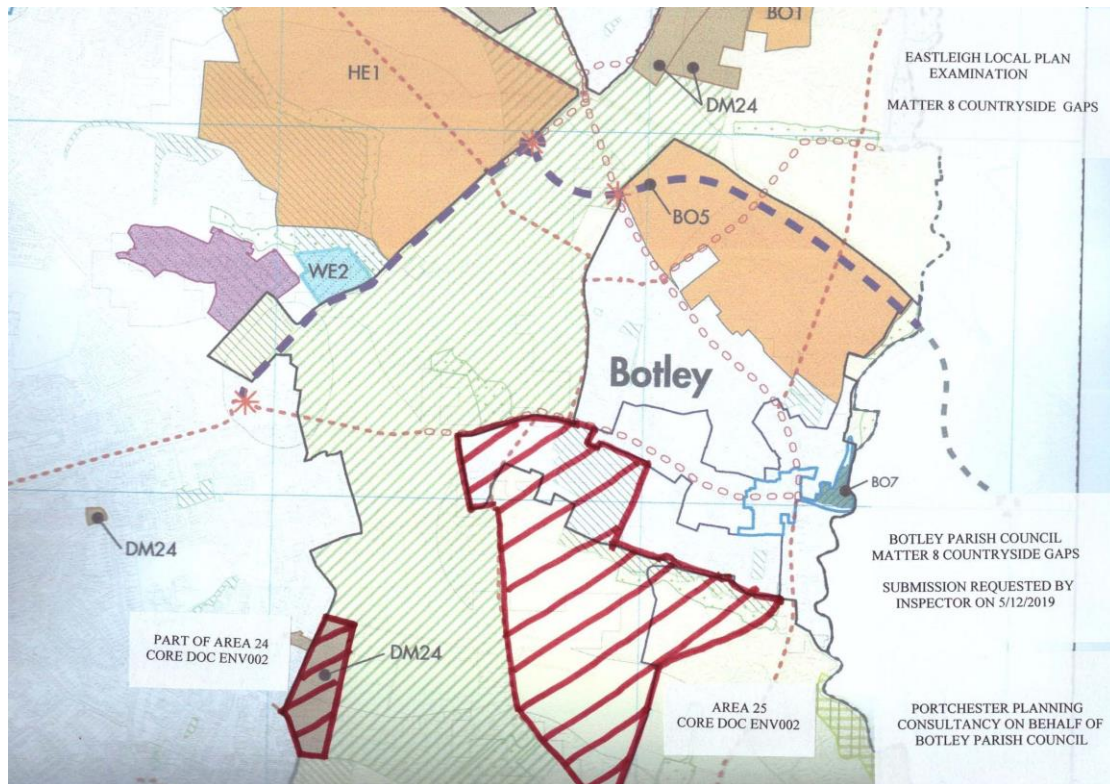 BO1
EASTLEIGH LOCAL PLAN
EXAMINATION
MATTER 8 COUNTRYSIDE GAPS
HE1
DM24
BO5
WE2
Botley
BO7
DM24
BOTLEY PARISH COUNCIL
MATTER 8 COUNTRYSIDE GAPS
SUBMISSION REQUESTED BY
INSPECTOR ON 5/12/2019
PART OF AREA 24
CORE DOC ENV002
DM24
AREA 25
CORE DOC ENV002
PORTCHESTER PLANNING
CONSULTANCY ON BEHALF OF
BOTLEY PARISH COUNCIL